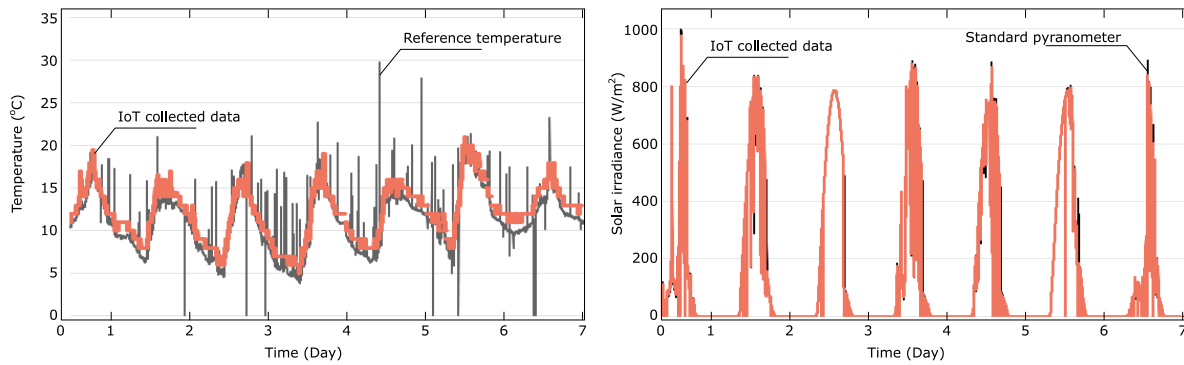 35
30
25
20
15
10
5
0
Temperature (°C)
Reference temperature
IoT collected data
0 1 2 3 4 5 6 7
Time (Day)
1000
800
600
400
200
0
Solar irradiance (W/m²)
IoT collected data
Standard pyranometer
0 1 2 3 4 5 6 7
Time (Day)